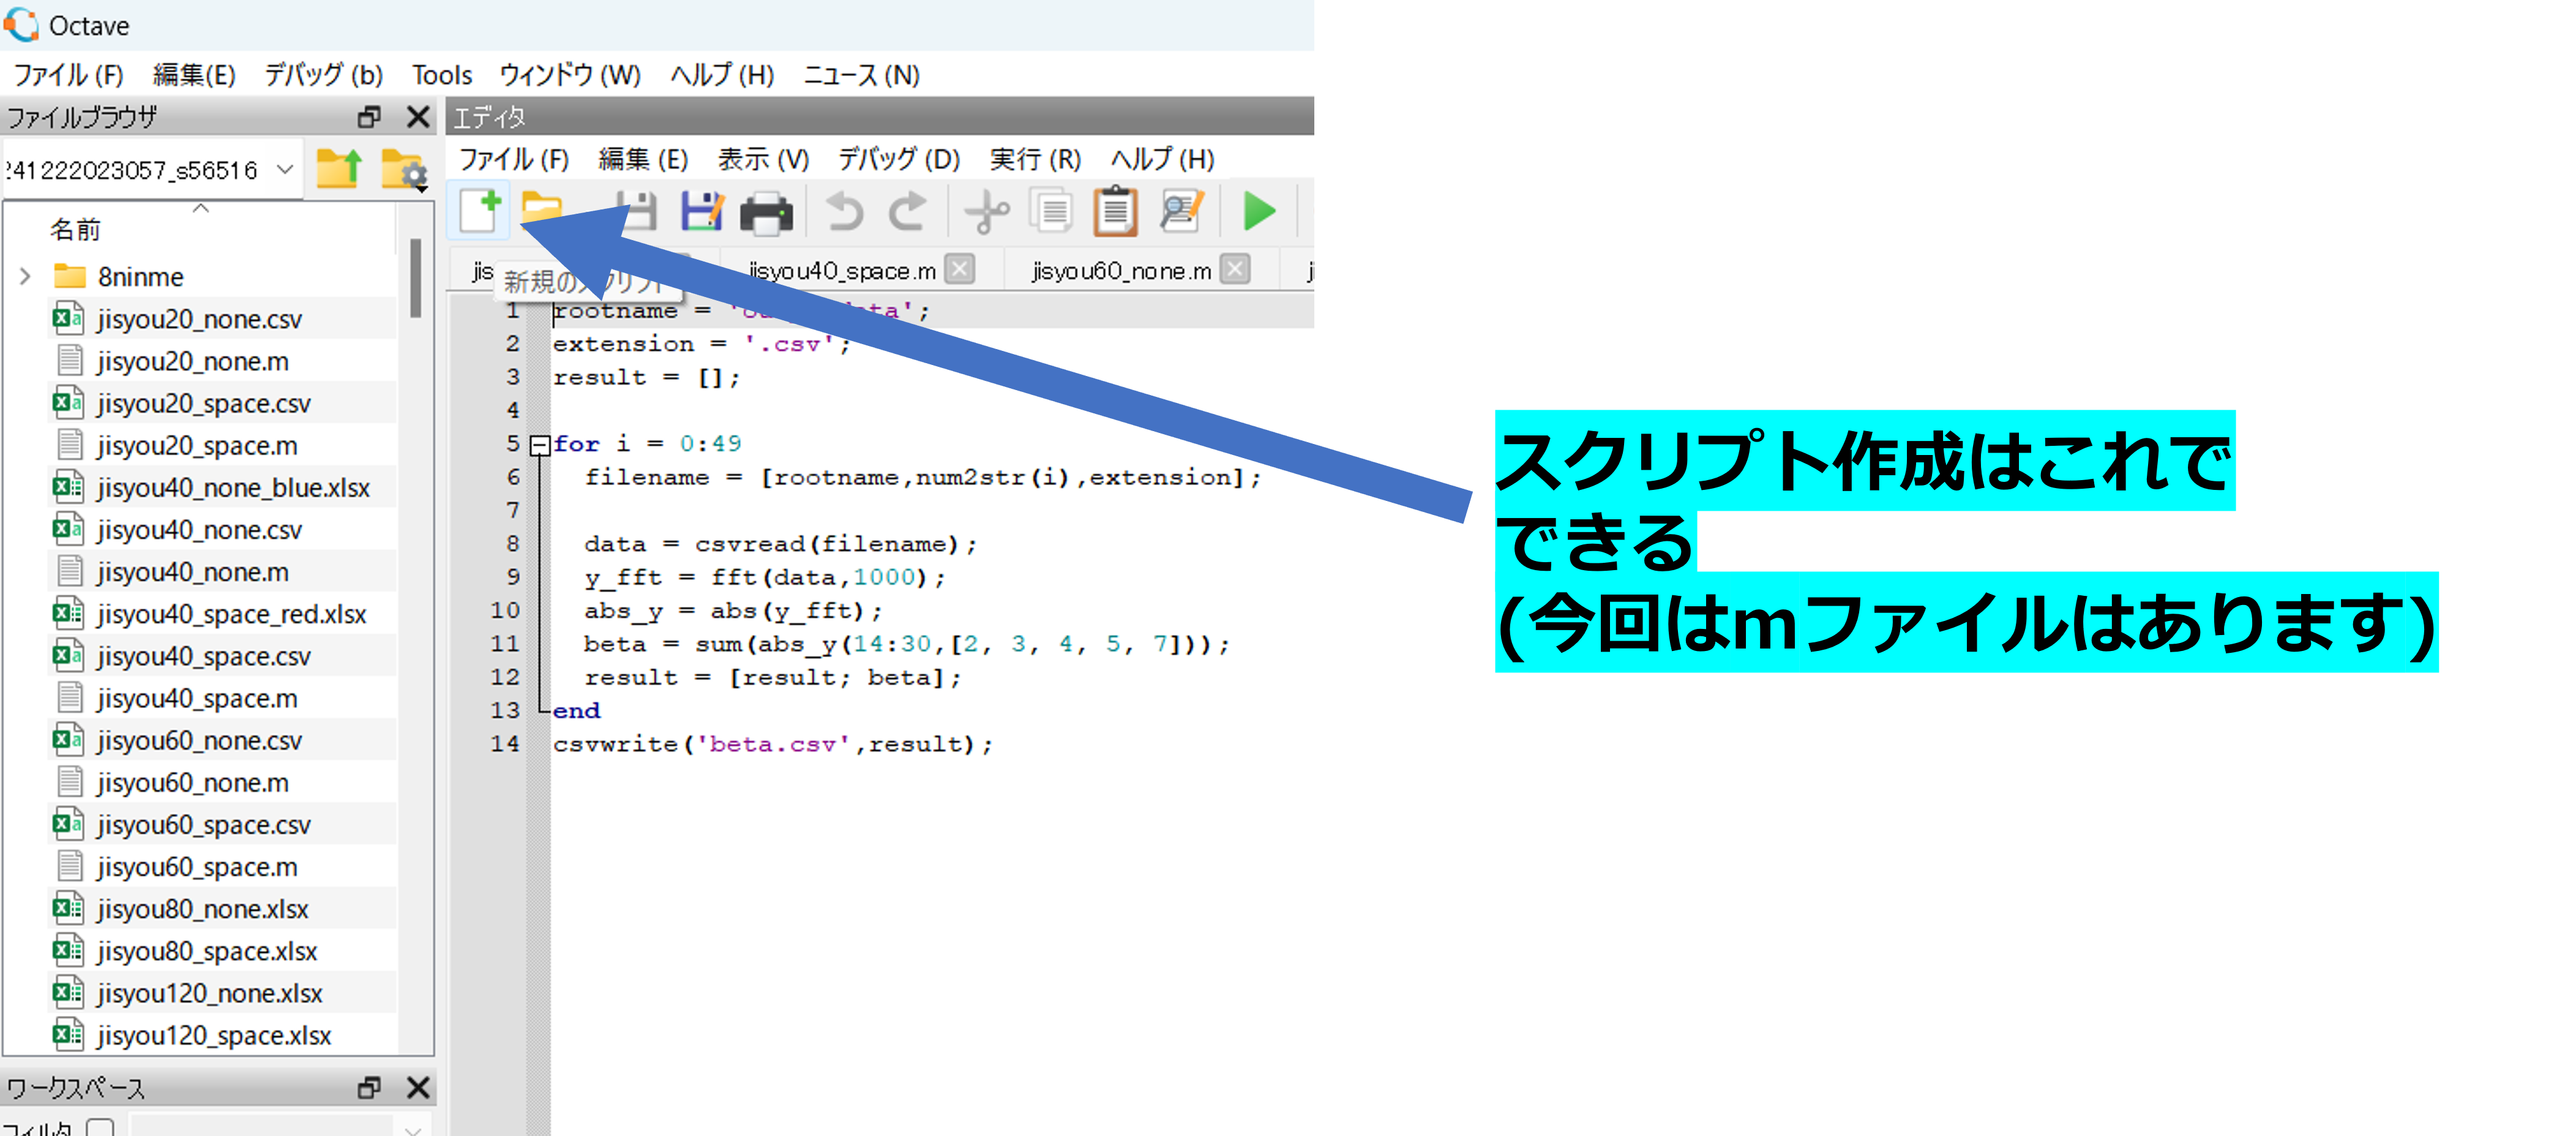 Octave
ファイル (F) 編集(E) デバッグ (b) Tools ウィンドウ (W) ヘルプ (H) ニュース (N)
ファイルブラウザ
241222023057_s56516
名前
8ninme
jisyou20_none.csv
jisyou20_none.m
jisyou20_space.csv
jisyou20_space.m
jisyou40_none_blue.xlsx
jisyou40_none.csv
jisyou40_none.m
jisyou40_space_red.xlsx
jisyou40_space.csv
jisyou40_space.m
jisyou60_none.csv
jisyou60_none.m
jisyou60_space.csv
jisyou60_space.m
jisyou80_none.xlsx
jisyou80_space.xlsx
jisyou120_none.xlsx
jisyou120_space.xlsx
ワークスペース
フィルタ
エディタ
ファイル (F) 編集 (E) 表示 (V) デバッグ (D) 実行 (R) ヘルプ (H)
jis jisyou40_space.m jisyou60_none.m j
新規のスクリプト
1 rootname = ' data';
2 extension = '.csv';
3 result = [];
4
5 for i = 0:49
6 filename = [rootname,num2str(i),extension];
7
8 data = csvread(filename);
9 y_fft = fft(data,1000);
10 abs_y = abs(y_fft);
11 beta = sum(abs_y(14:30,[2, 3, 4, 5, 7]));
12 result = [result; beta];
13 end
14 csvwrite('beta.csv',result);
スクリプト作成はこれで
できる
(今回はmファイルはあります)